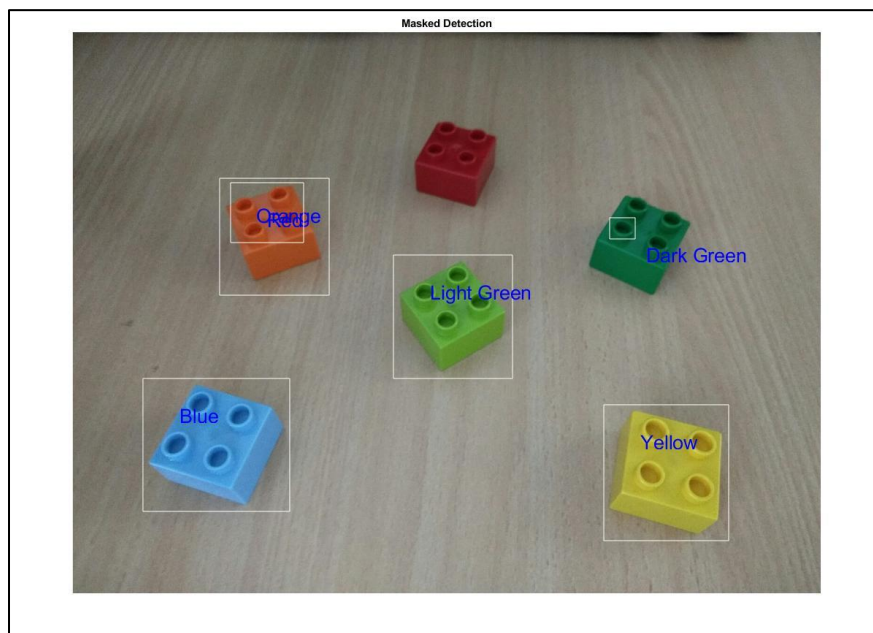 Masked Detection
Orange
Red
Dark Green
Light Green
Blue
Yellow